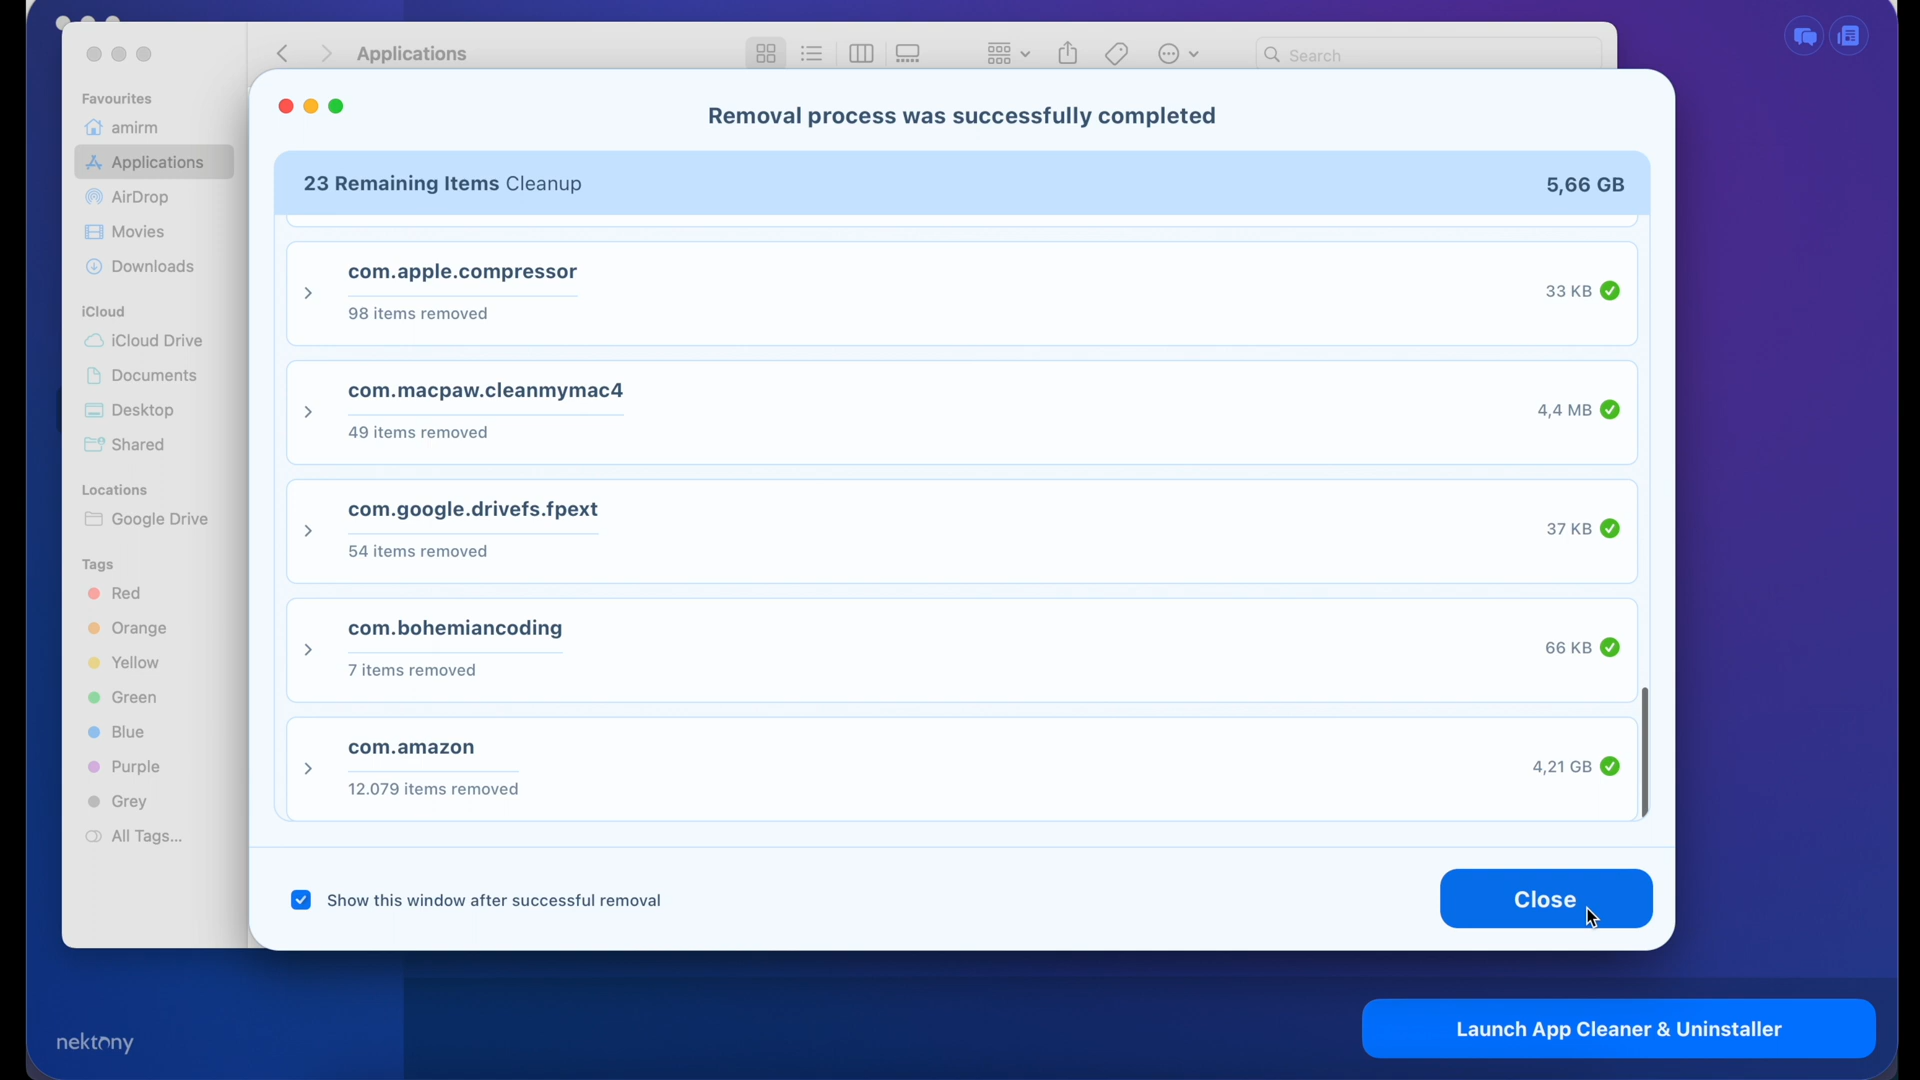 Applications
Search
Favourites
amirm
Applications
AirDrop
Movies
Downloads
iCloud
iCloud Drive
Documents
Desktop
Shared
Locations
Google Drive
Tags
Red
Orange
Yellow
Green
Blue
Purple
Grey
All Tags...
Removal process was successfully completed
23 Remaining Items Cleanup
5,66 GB
com.apple.compressor
98 items removed
33 KB
com.macpaw.cleanmymac4
49 items removed
4,4 MB
com.google.drivefs.fpext
54 items removed
37 KB
com.bohemiancoding
7 items removed
66 KB
com.amazon
12.079 items removed
4,21 GB
Show this window after successful removal
Close
nektony
Launch App Cleaner & Uninstaller